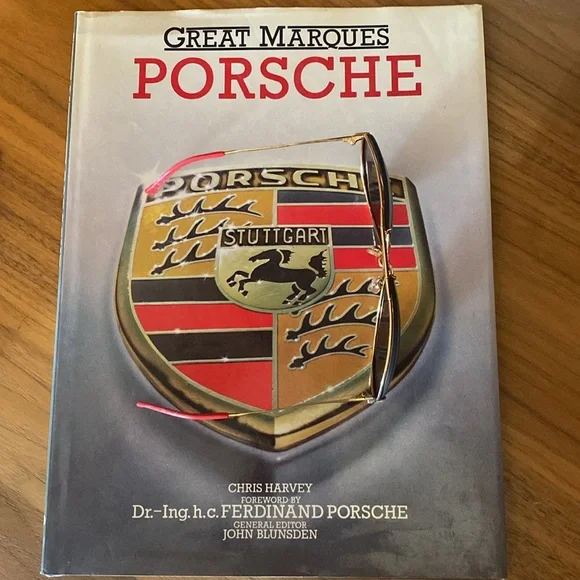 GREAT MARQUES
PORSCHE
PORSCHE
STUTTGART
CHRIS HARVEY
FOREWORD BY
Dr.-Ing.h.c.FERDINAND PORSCHE
GENERAL EDITOR
JOHN BLUNSDEN